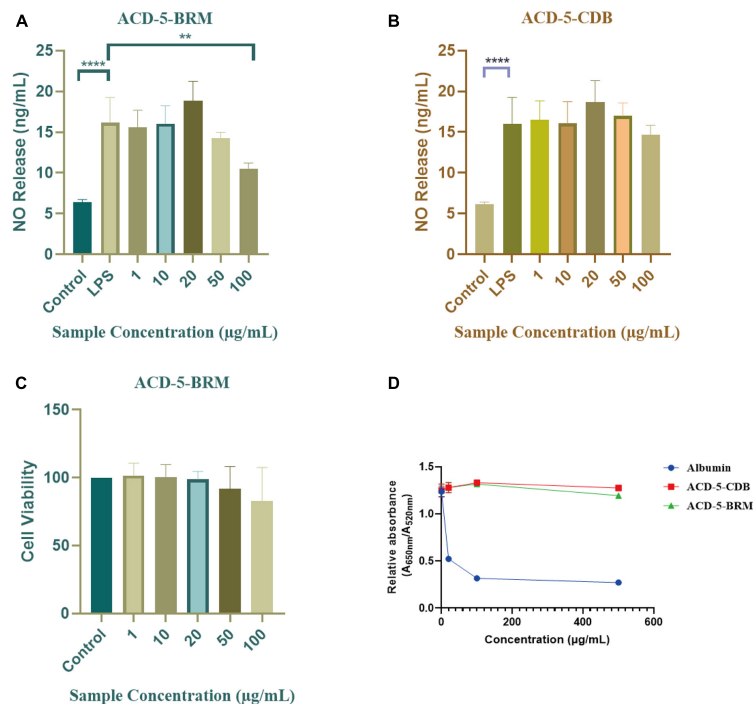 A
ACD-5-BRM
**
****
25
20
15
10
5
0
NO Release (ng/mL)
Control
LPS
1
10
20
50
100
Sample Concentration (µg/mL)
B
ACD-5-CDB
****
25
20
15
10
5
0
NO Release (ng/mL)
Control
LPS
1
10
20
50
100
Sample Concentration (µg/mL)
C
ACD-5-BRM
150
100
50
0
Cell Viability
Control
1
10
20
50
100
Sample Concentration (µg/mL)
D
1.5
1.0
0.5
0.0
Relative absorbance
(A650nm/A520nm)
0
200
400
600
Concentration (µg/mL)
Albumin
ACD-5-CDB
ACD-5-BRM